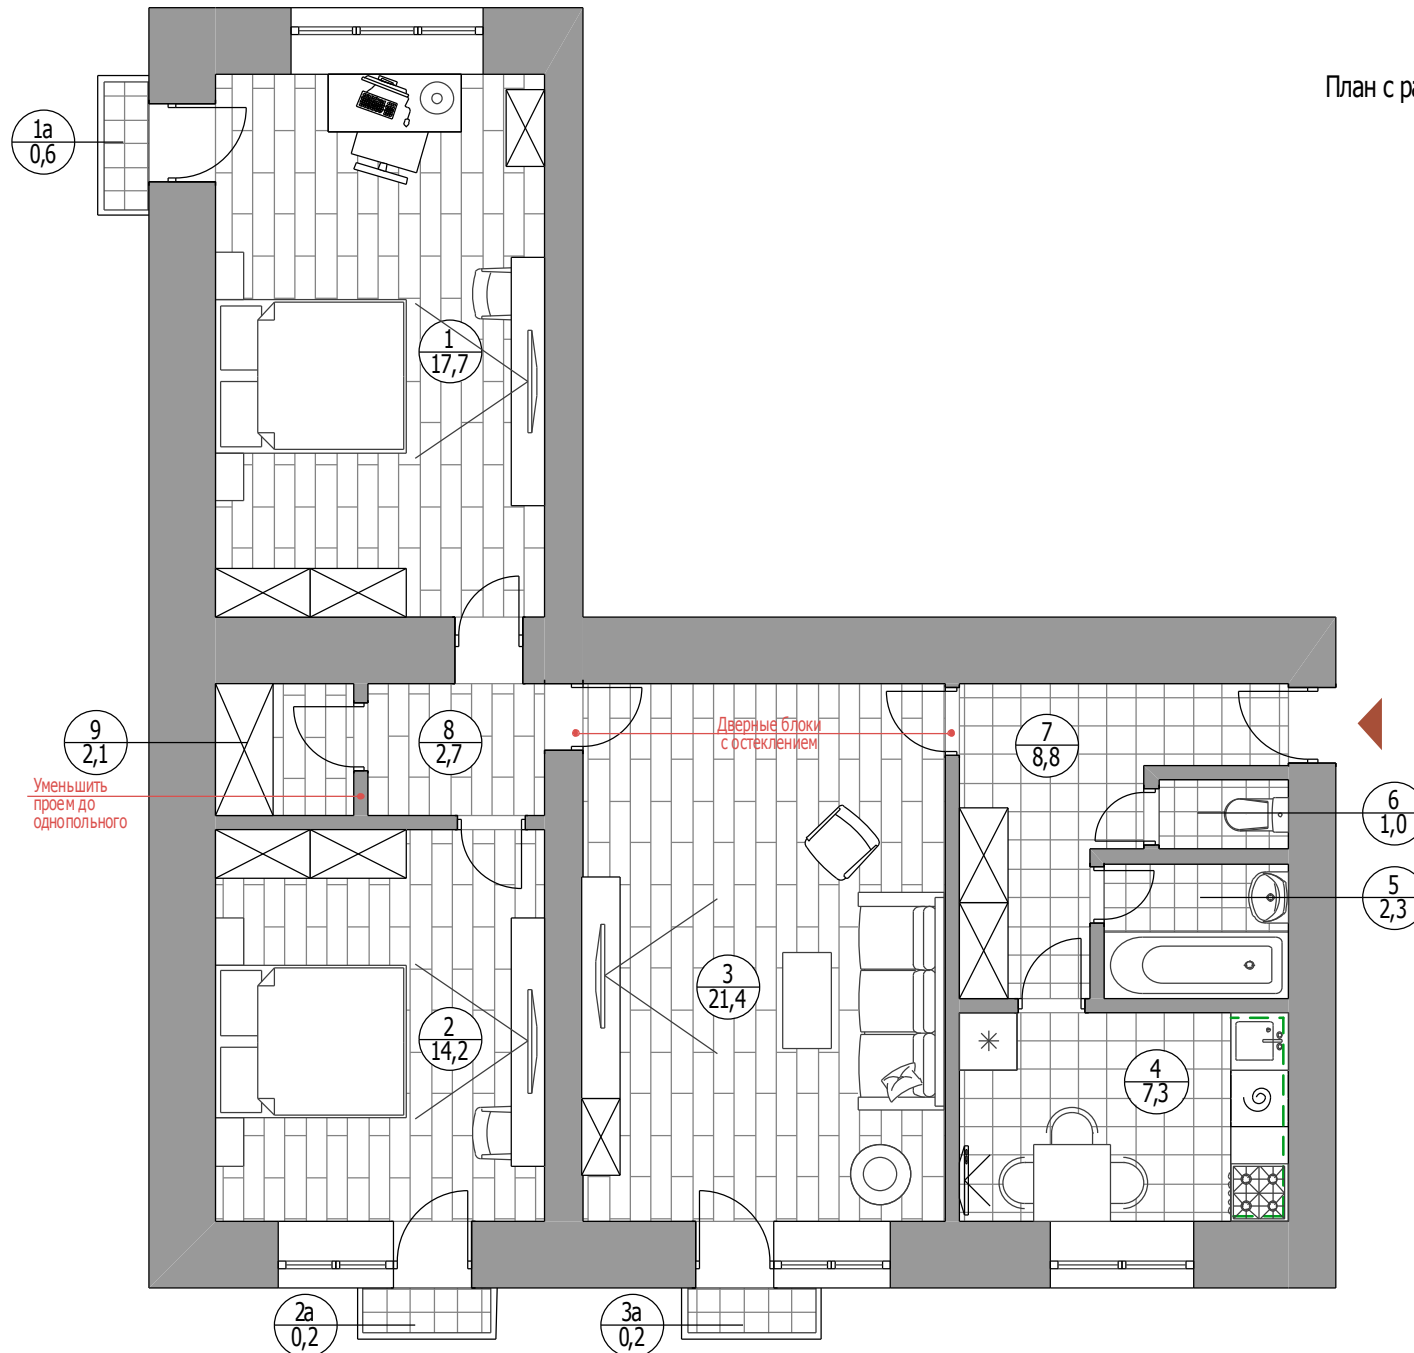 План с ра
1а
0,6
1
17,7
9
2,1
8
2,7
Дверные блоки
с остеклением
7
8,8
Уменьшить
проем до
однопольного
6
1,0
5
2,3
3
21,4
2
14,2
4
7,3
2а
0,2
3а
0,2